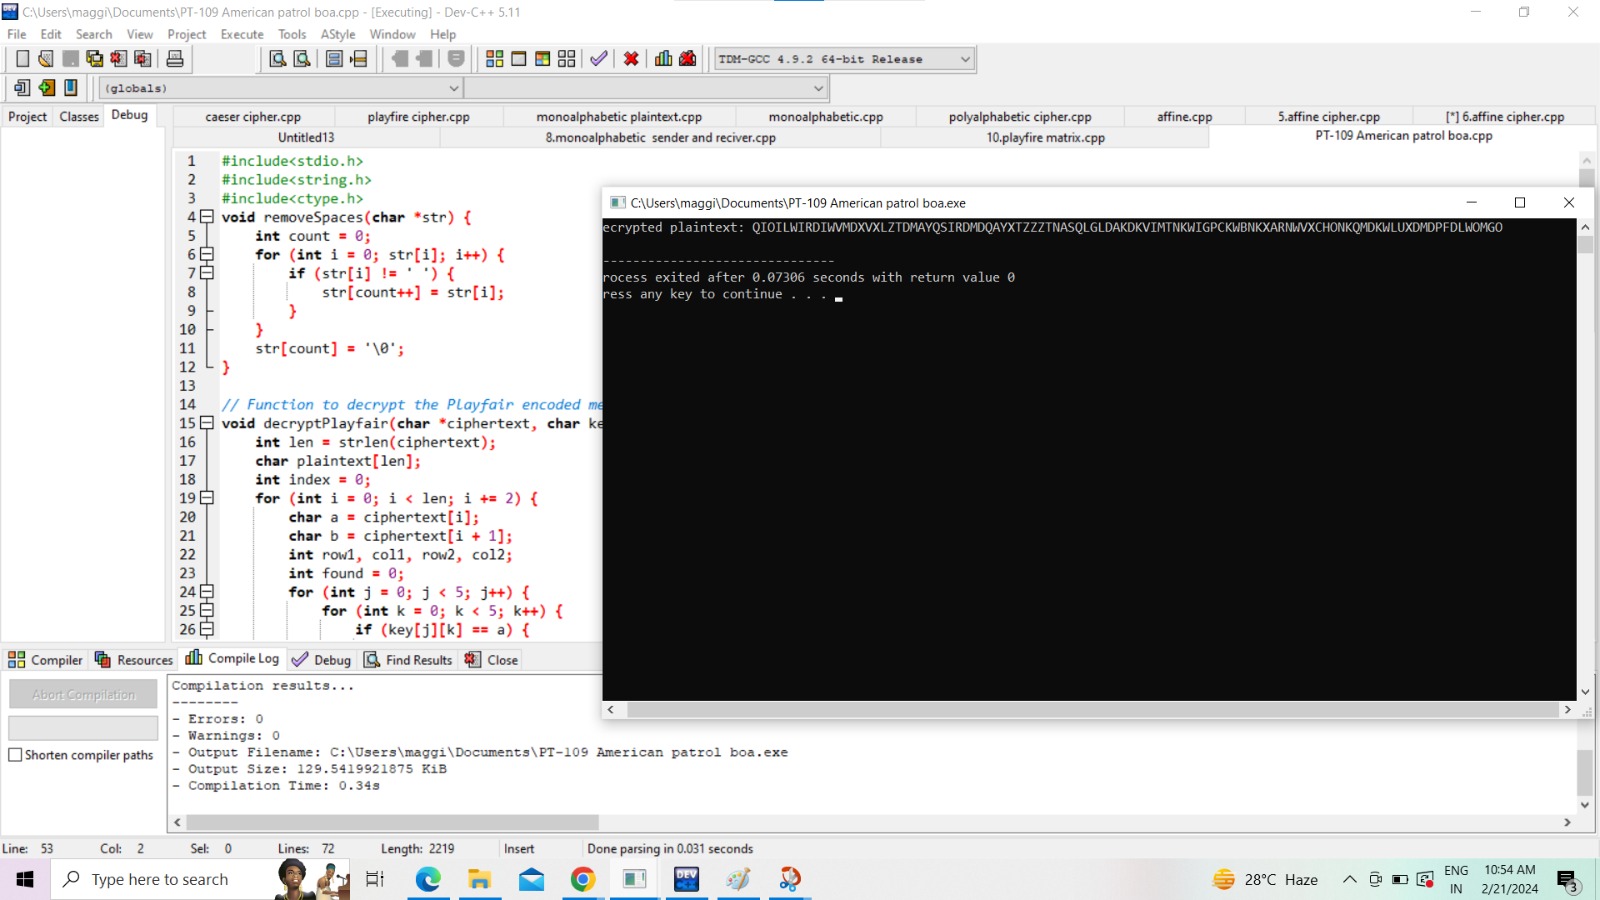 C:\Users\maggi\Documents\PT-109 American patrol boa.cpp - [Executing] - Dev-C++ 5.11
File Edit Search View Project Execute Tools AStyle Window Help
TDM-GCC 4.9.2 64-bit Release
(globals)
Project Classes Debug
caeser cipher.cpp playfire cipher.cpp monoalphabetic plaintext.cpp monoalphabetic.cpp polyalphabetic cipher.cpp affine.cpp 5.affine cipher.cpp [*] 6.affine cipher.cpp
Untitled13 8.monoalphabetic sender and reciver.cpp 10.playfire matrix.cpp PT-109 American patrol boa.cpp
1 #include<stdio.h>
2 #include<string.h>
3 #include<ctype.h>
4 void removeSpaces(char *str) {
5 int count = 0;
6 for (int i = 0; str[i]; i++) {
7 if (str[i] != ' ') {
8 str[count++] = str[i];
9 }
10 }
11 str[count] = '\0';
12 }
13
14 // Function to decrypt the Playfair encoded me
15 void decryptPlayfair(char *ciphertext, char ke
16 int len = strlen(ciphertext);
17 char plaintext[len];
18 int index = 0;
19 for (int i = 0; i < len; i += 2) {
20 char a = ciphertext[i];
21 char b = ciphertext[i + 1];
22 int row1, col1, row2, col2;
23 int found = 0;
24 for (int j = 0; j < 5; j++) {
25 for (int k = 0; k < 5; k++) {
26 if (key[j][k] == a) {
C:\Users\maggi\Documents\PT-109 American patrol boa.exe
ecrypted plaintext: QIOILWIRDIWVMDXVXLZTDMAYQSIRDMDQAYXTZZZTNASQLGLDAKDKVIMTNKWIGPCKWBNKXARNWVXCHONKQMDKWLUXDMDPFDLWOMGO
-----------------------------
rocess exited after 0.07306 seconds with return value 0
ress any key to continue . . .
Compiler Resources Compile Log Debug Find Results Close
Abort Compilation
Shorten compiler paths
Compilation results...
--------
- Errors: 0
- Warnings: 0
- Output Filename: C:\Users\maggi\Documents\PT-109 American patrol boa.exe
- Output Size: 129.5419921875 KiB
- Compilation Time: 0.34s
Line: 53 Col: 2 Sel: 0 Lines: 72 Length: 2219 Insert Done parsing in 0.031 seconds
Type here to search
DEV
28°C Haze
ENG
IN
10:54 AM
2/21/2024
3